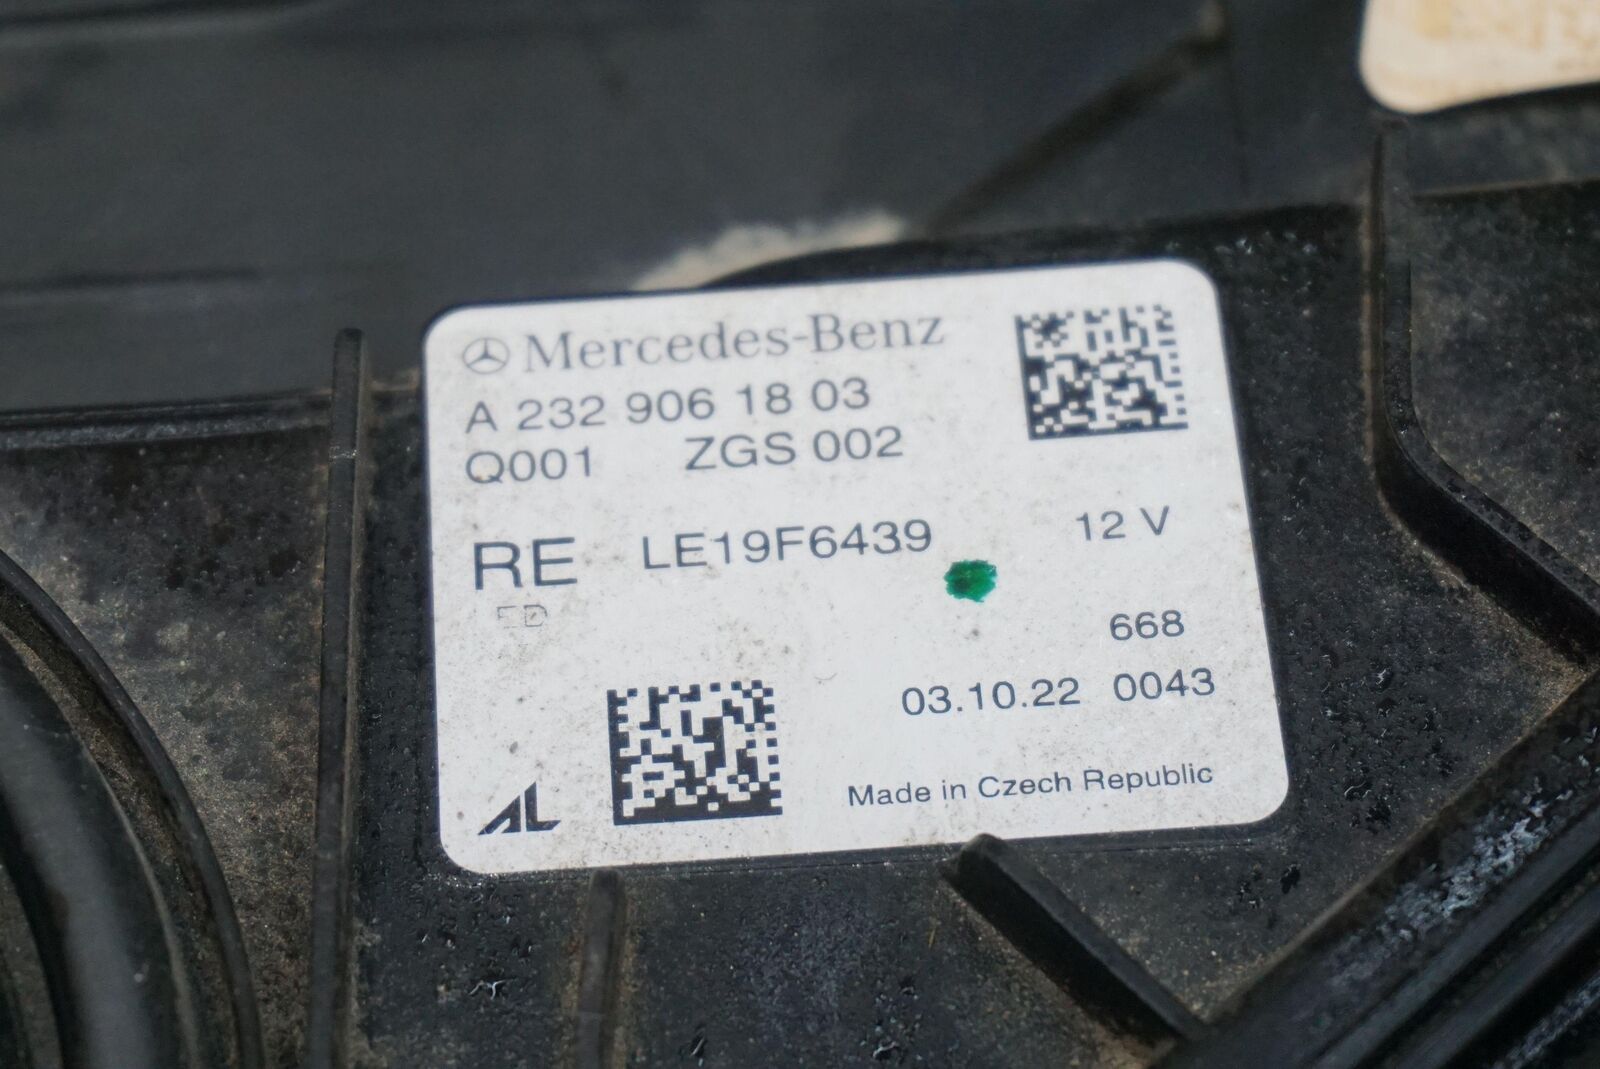 Mercedes-Benz
A 232 906 18 03
Q001 ZGS 002
RE LE19F6439 12 V
668
03.10.22 0043
AL
Made in Czech Republic